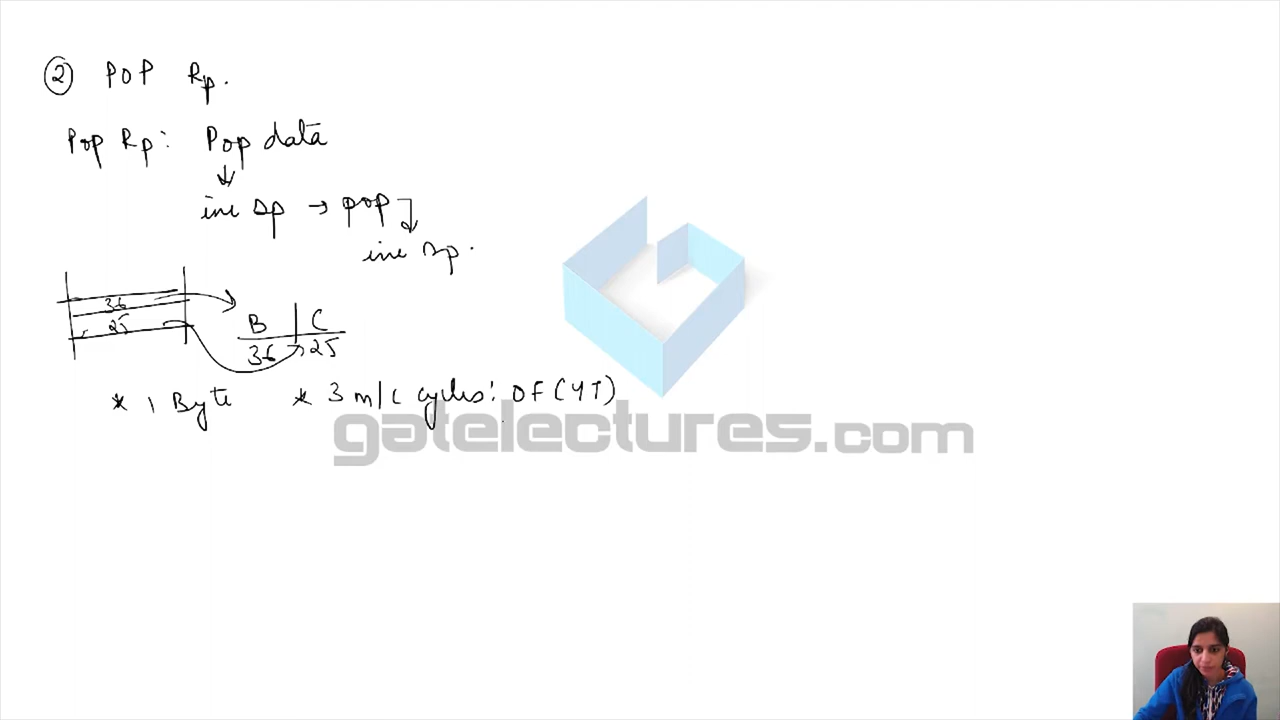 ② POP Rp.
Pop Rp: Pop data
↓
inc sp → pop
↓
inc sp.
36
25
B C
36 25
* 1 Byte * 3 m/c cycles: OF (4T)
gatelectures.com